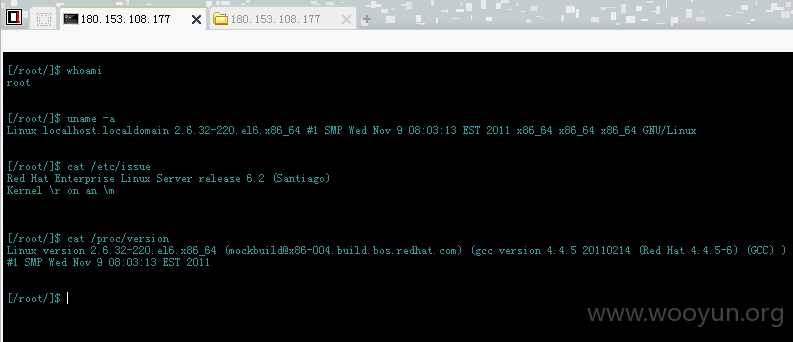 180.153.108.177
180.153.108.177
[/root/]$ whoami
root
[/root/]$ uname -a
Linux localhost.localdomain 2.6.32-220.el6.x86_64 #1 SMP Wed Nov 9 08:03:13 EST 2011 x86_64 x86_64 x86_64 GNU/Linux
[/root/]$ cat /etc/issue
Red Hat Enterprise Linux Server release 6.2 (Santiago)
Kernel \r on an \m
[/root/]$ cat /proc/version
Linux version 2.6.32-220.el6.x86_64 (mockbuild@x86-004.build.bos.redhat.com) (gcc version 4.4.5 20110214 (Red Hat 4.4.5-6) (GCC) )
#1 SMP Wed Nov 9 08:03:13 EST 2011
[/root/]$
www.wooyun.org